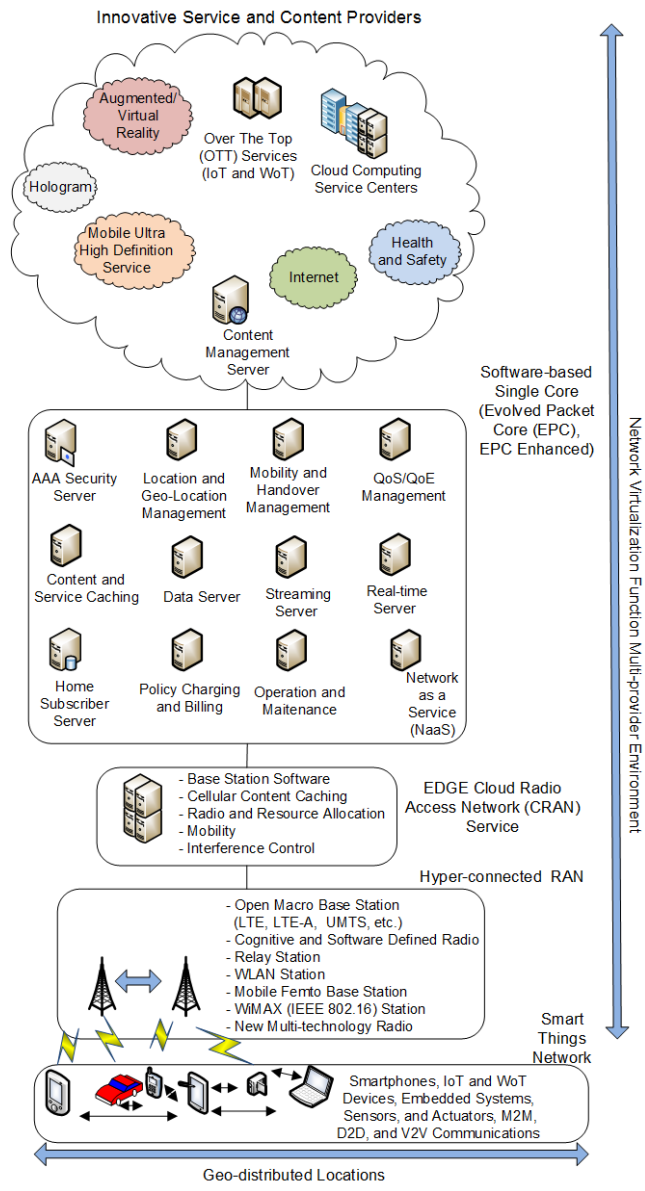 Innovative Service and Content Providers
Augmented/
Virtual
Reality
Over The Top
(OTT) Services
(IoT and WoT)
Cloud Computing
Service Centers
Hologram
Mobile Ultra
High Definition
Service
Internet
Health
and Safety
Content
Management
Server
Software-based
Single Core
(Evolved Packet
Core (EPC),
EPC Enhanced)
Network Virtualization Function Multi-provider Environment
AAA Security
Server
Location and
Geo-Location
Management
Mobility and
Handover
Management
QoS/QoE
Management
Content and
Service Caching
Data Server
Streaming
Server
Real-time
Server
Home
Subscriber
Server
Policy Charging
and Billing
Operation and
Maitenance
Network
as a
Service
(NaaS)
- Base Station Software
- Cellular Content Caching
- Radio and Resource Allocation
- Mobility
- Interference Control
EDGE Cloud Radio
Access Network (CRAN)
Service
Hyper-connected RAN
- Open Macro Base Station
(LTE, LTE-A, UMTS, etc.)
- Cognitive and Software Defined Radio
- Relay Station
- WLAN Station
- Mobile Femto Base Station
- WiMAX (IEEE 802.16) Station
- New Multi-technology Radio
Smart
Things
Network
Smartphones, IoT and WoT
Devices, Embedded Systems,
Sensors, and Actuators, M2M,
D2D, and V2V Communications
Geo-distributed Locations